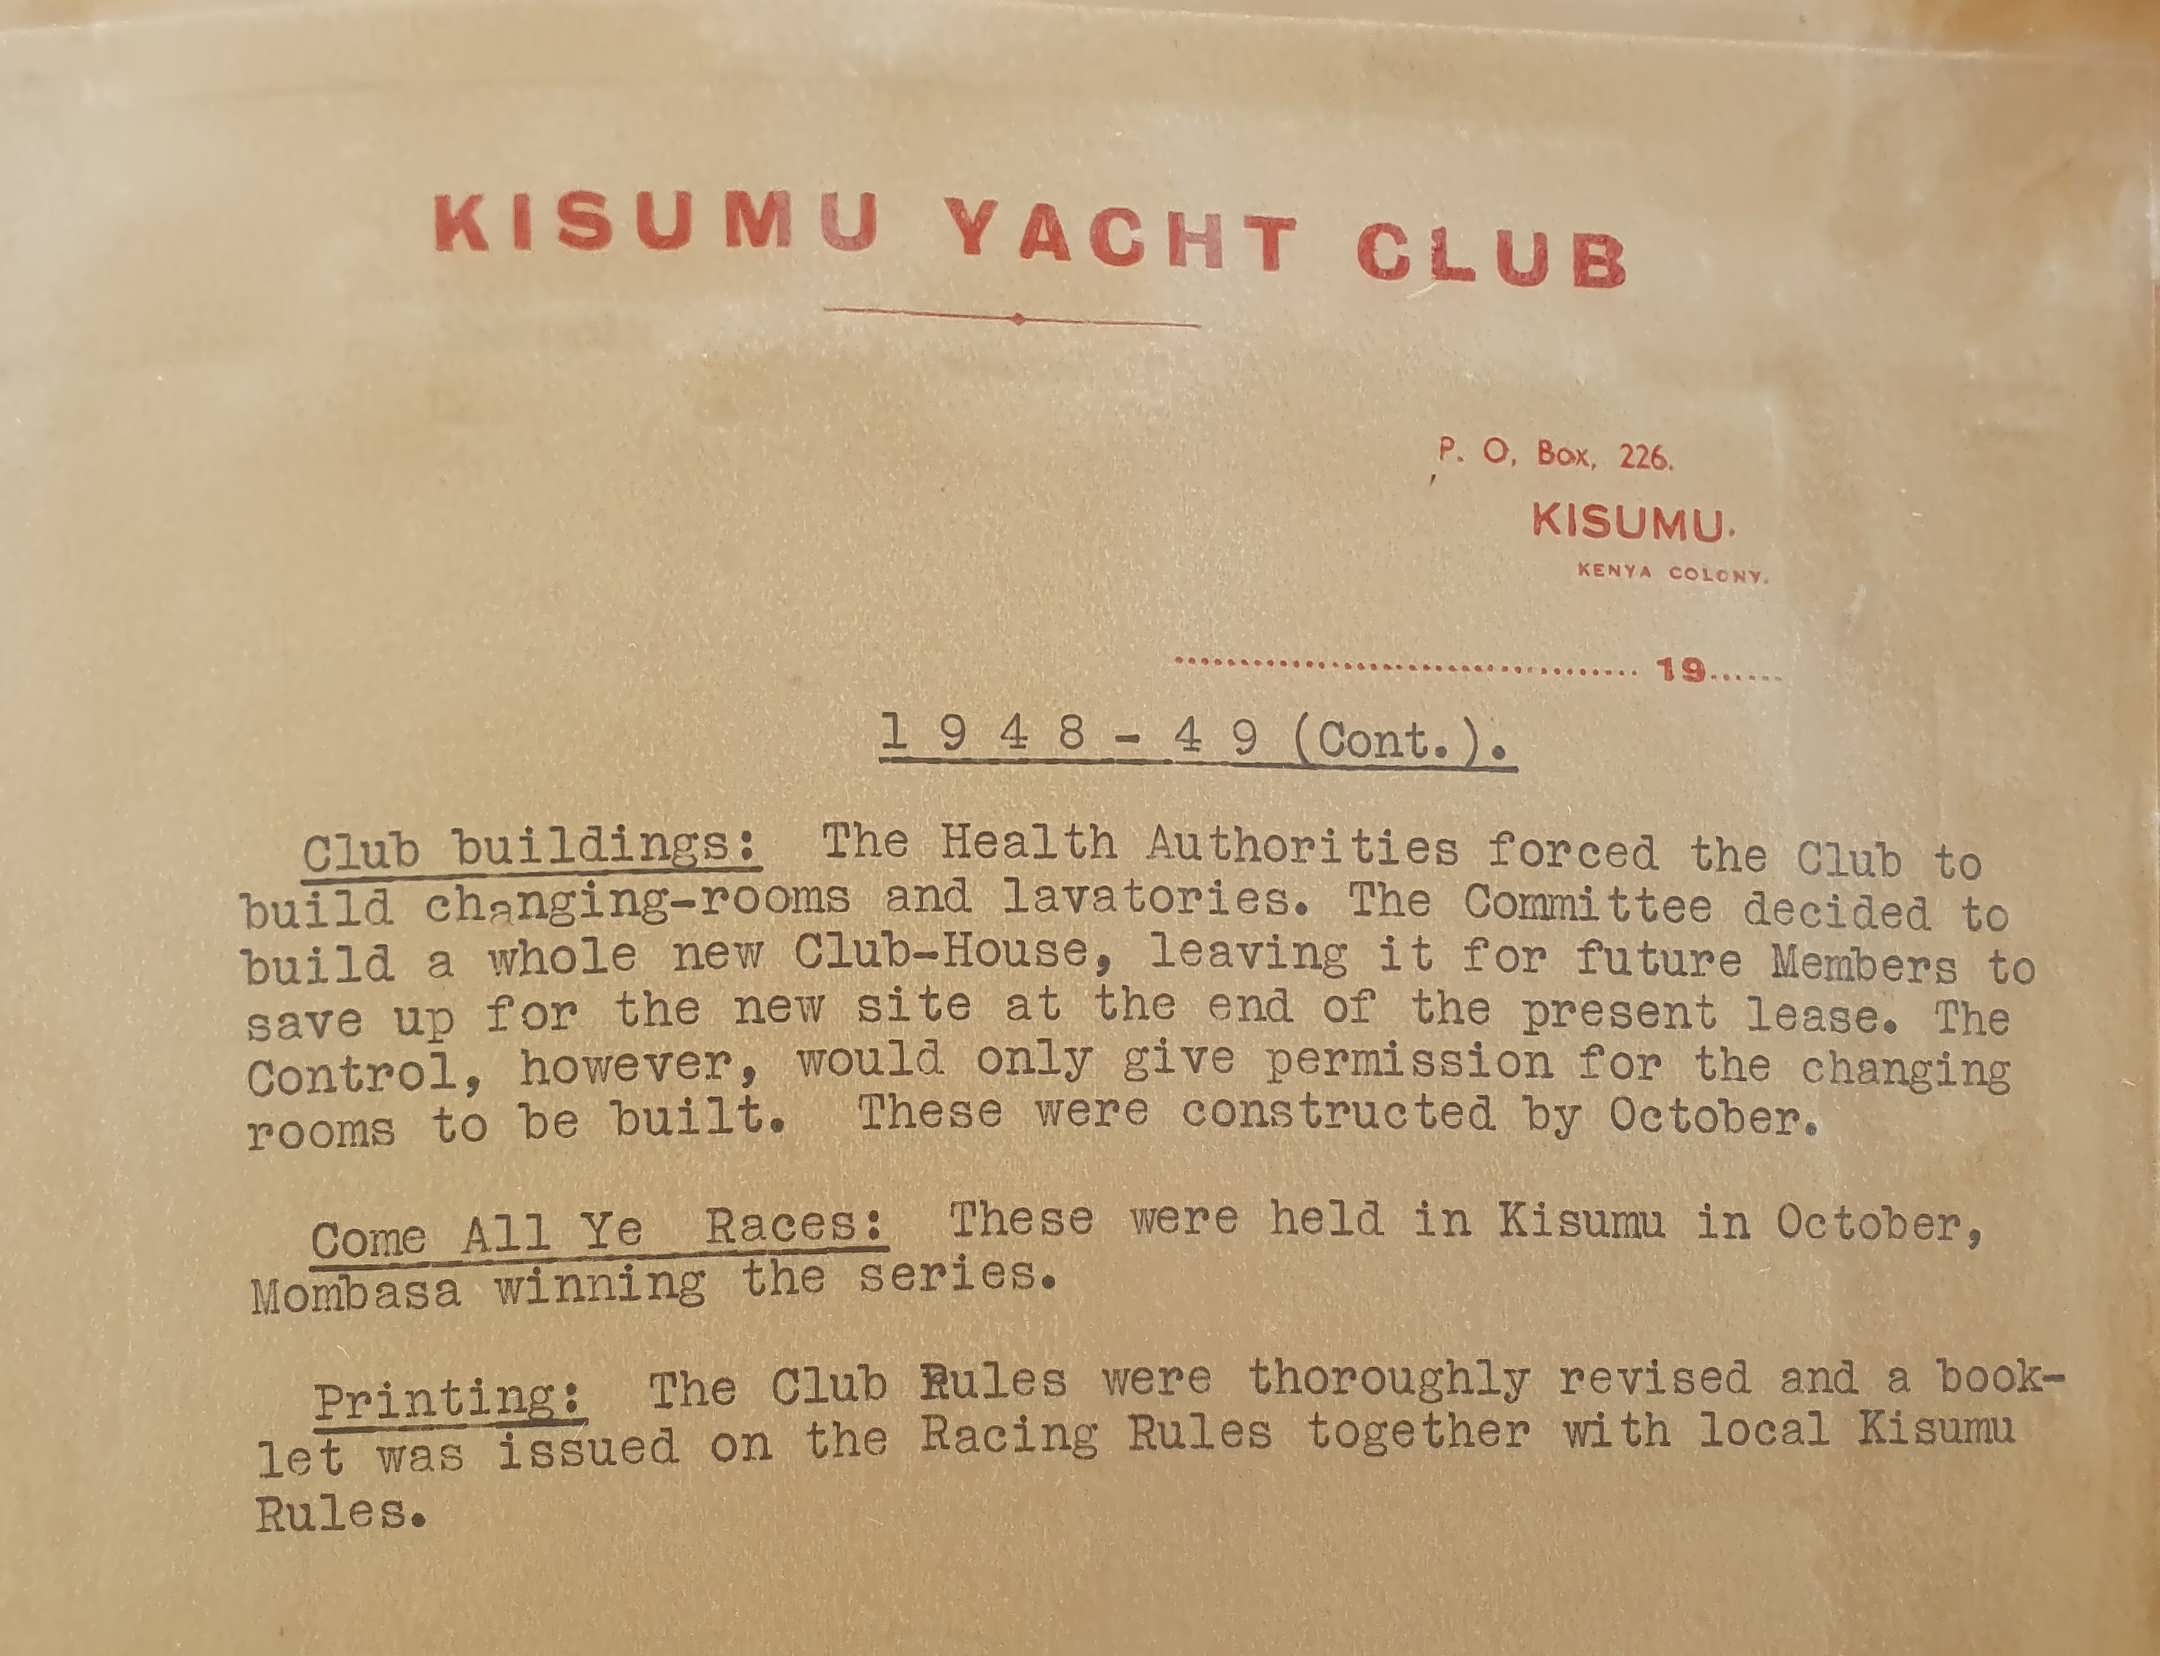 KISUMU YACHT CLUB
P. O, Box, 226.
KISUMU.
KENYA COLONY.
........................................ 19......
1 9 4 8 - 4 9 (Cont.).
Club buildings: The Health Authorities forced the Club to
build changing-rooms and lavatories. The Committee decided to
build a whole new Club-House, leaving it for future Members to
save up for the new site at the end of the present lease. The
Control, however, would only give permission for the changing
rooms to be built. These were constructed by October.
Come All Ye Races: These were held in Kisumu in October,
Mombasa winning the series.
Printing: The Club Rules were thoroughly revised and a book-
let was issued on the Racing Rules together with local Kisumu
Rules.